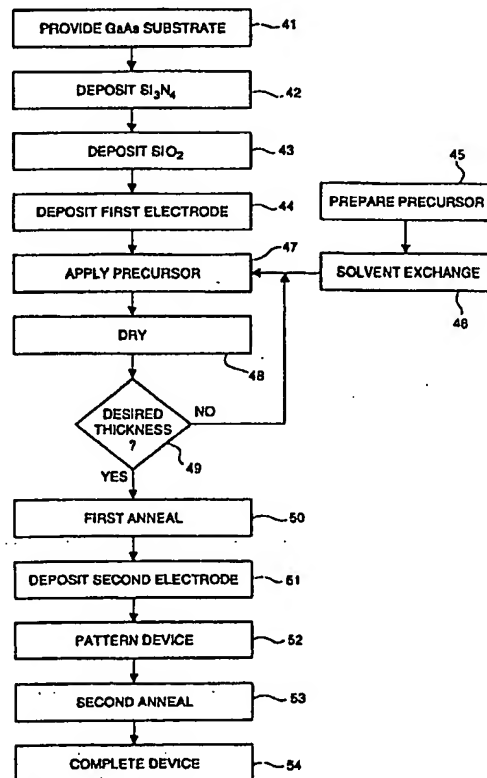 PROVIDE GaAs SUBSTRATE
41
DEPOSIT Si3N4
42
DEPOSIT SiO2
43
DEPOSIT FIRST ELECTRODE
44
45
PREPARE PRECURSOR
47
APPLY PRECURSOR
SOLVENT EXCHANGE
46
DRY
48
DESIRED
THICKNESS
?
NO
49
YES
FIRST ANNEAL
50
DEPOSIT SECOND ELECTRODE
51
PATTERN DEVICE
52
SECOND ANNEAL
53
COMPLETE DEVICE
54